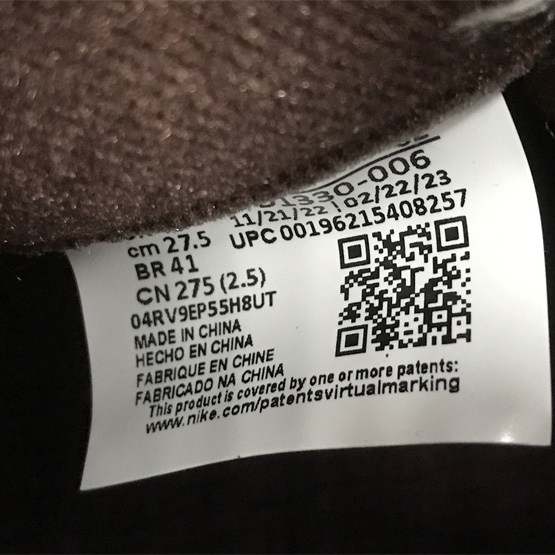 330-006
11/21/22 02/22/23
UPC 00196215408257
cm 27.5
BR 41
CN 275 (2.5)
04RV9EP55H8UT
MADE IN CHINA
HECHO EN CHINA
FABRIQUE EN CHINE
FABRICADO NA CHINA
This product is covered by one or more patents:
www.nike.com/patentsvirtualmarking